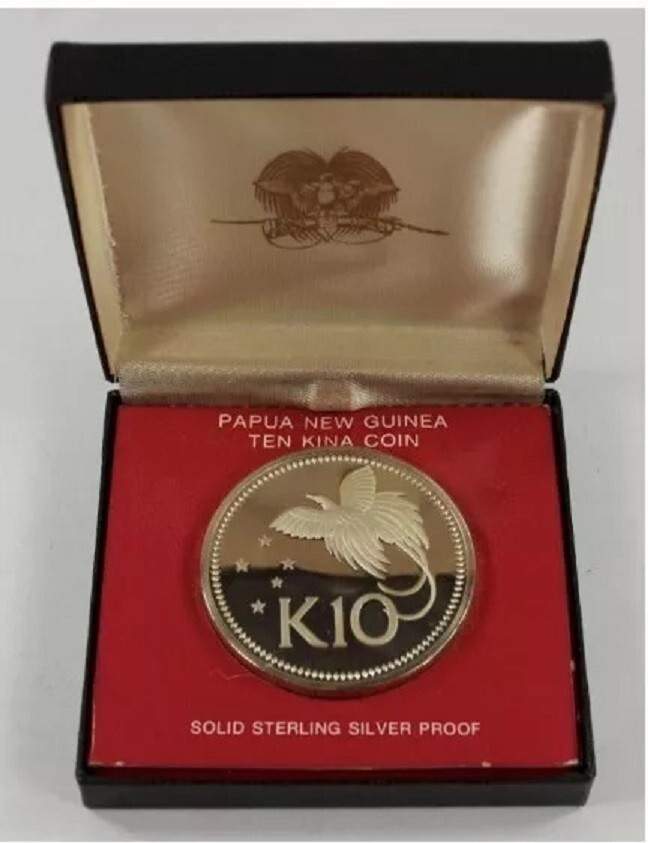 PAPUA NEW GUINEA
TEN KINA COIN
K10
SOLID STERLING SILVER PROOF